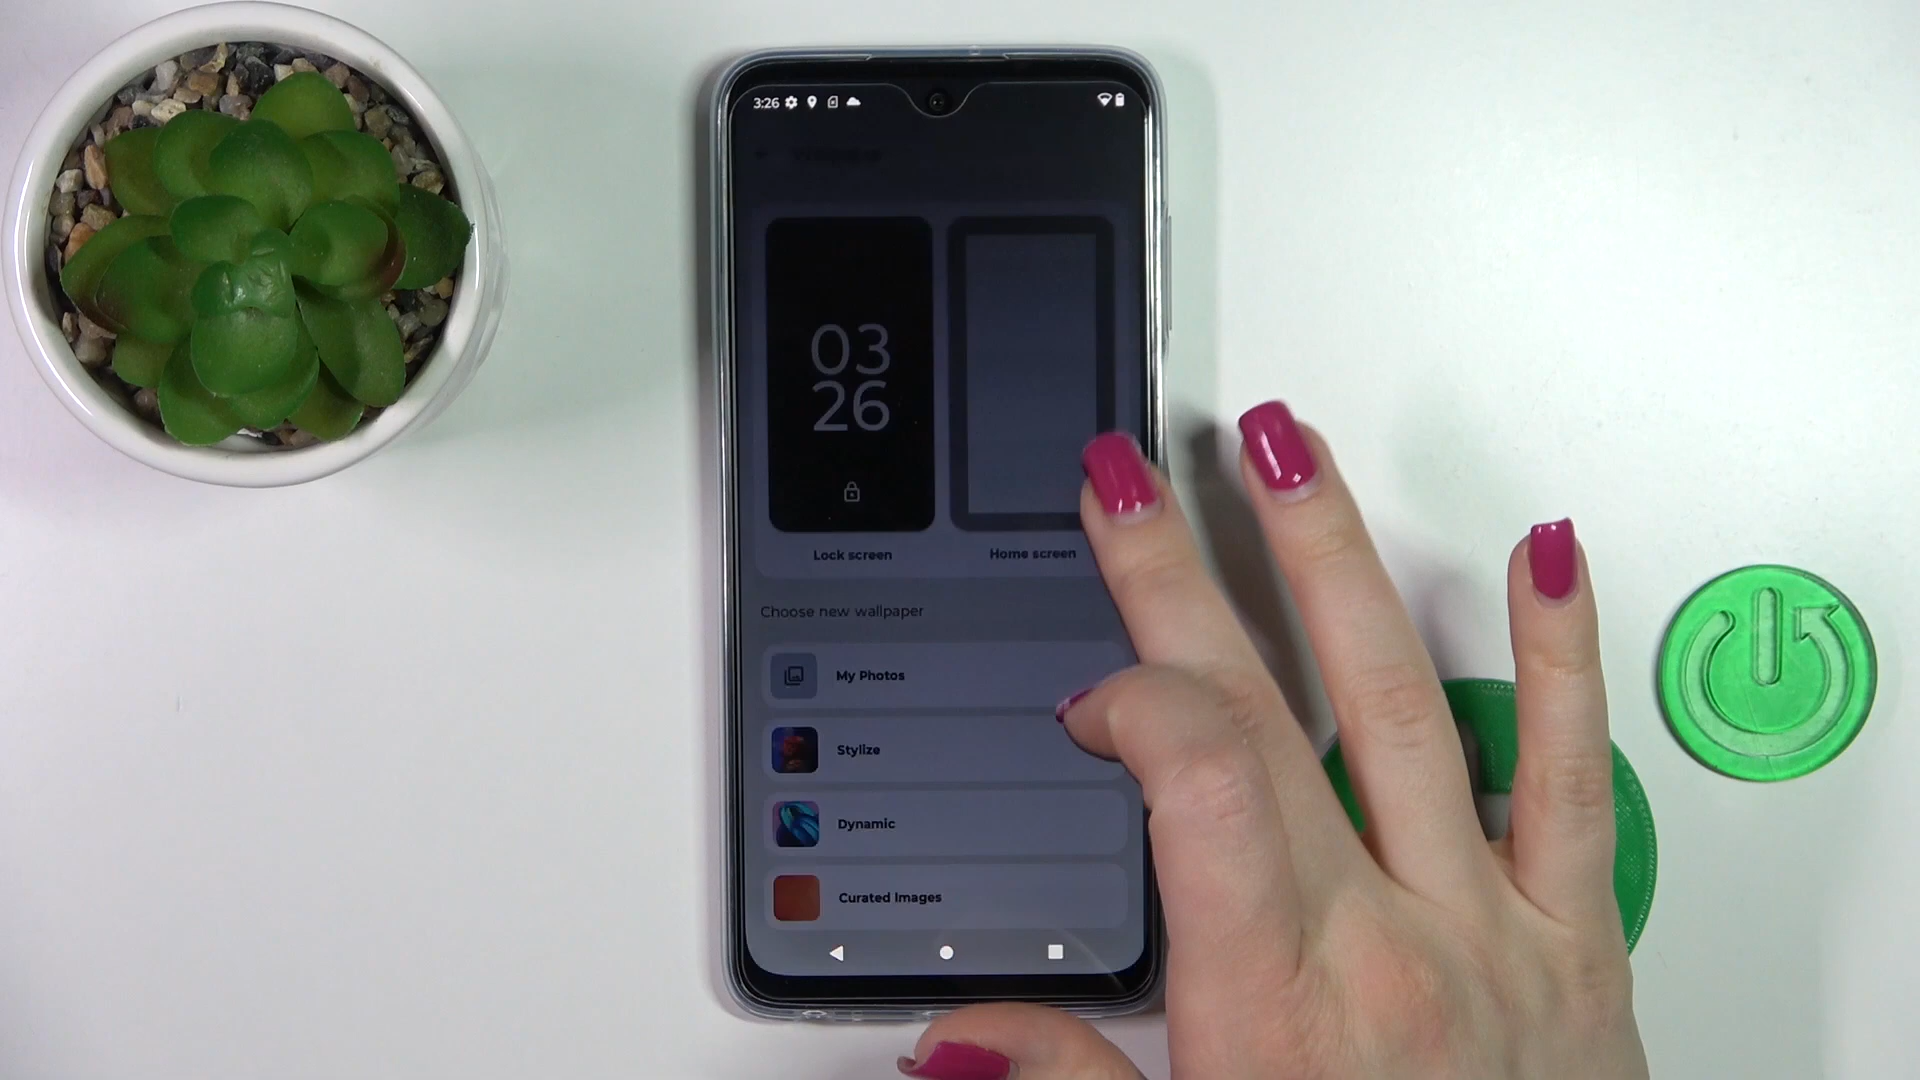 3:26
03
26
Lock screen
Home screen
Choose new wallpaper
My Photos
Stylize
Dynamic
Curated Images